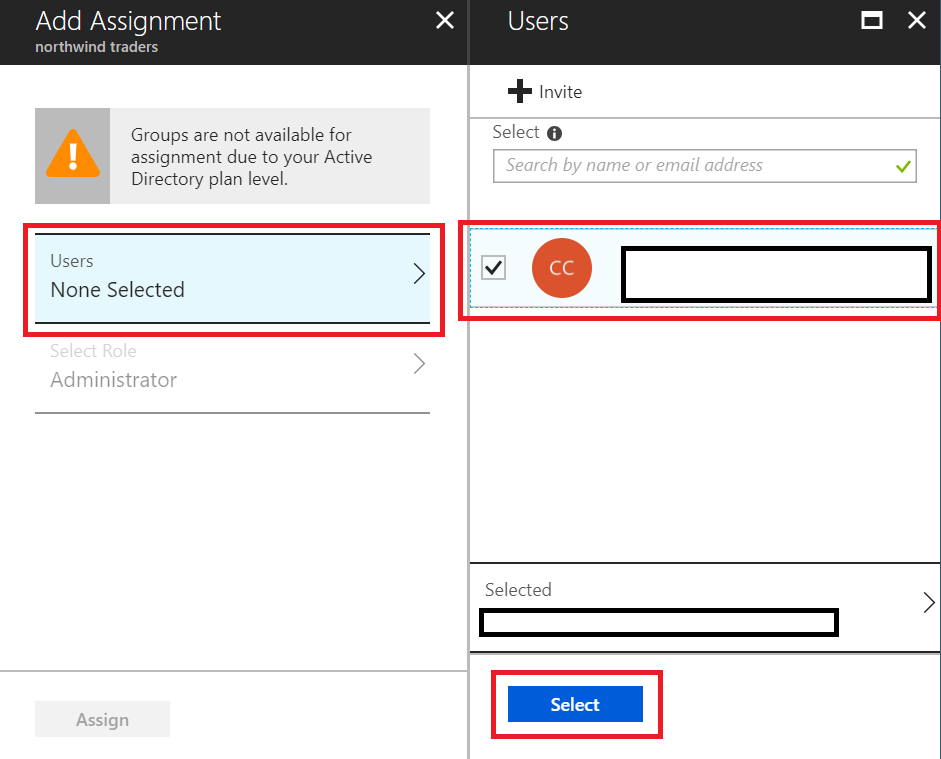 Add Assignment
northwind traders
Groups are not available for
assignment due to your Active
Directory plan level.
Users
None Selected
Select Role
Administrator
Assign
Users
Invite
Select
Search by name or email address
CC
Selected
Select